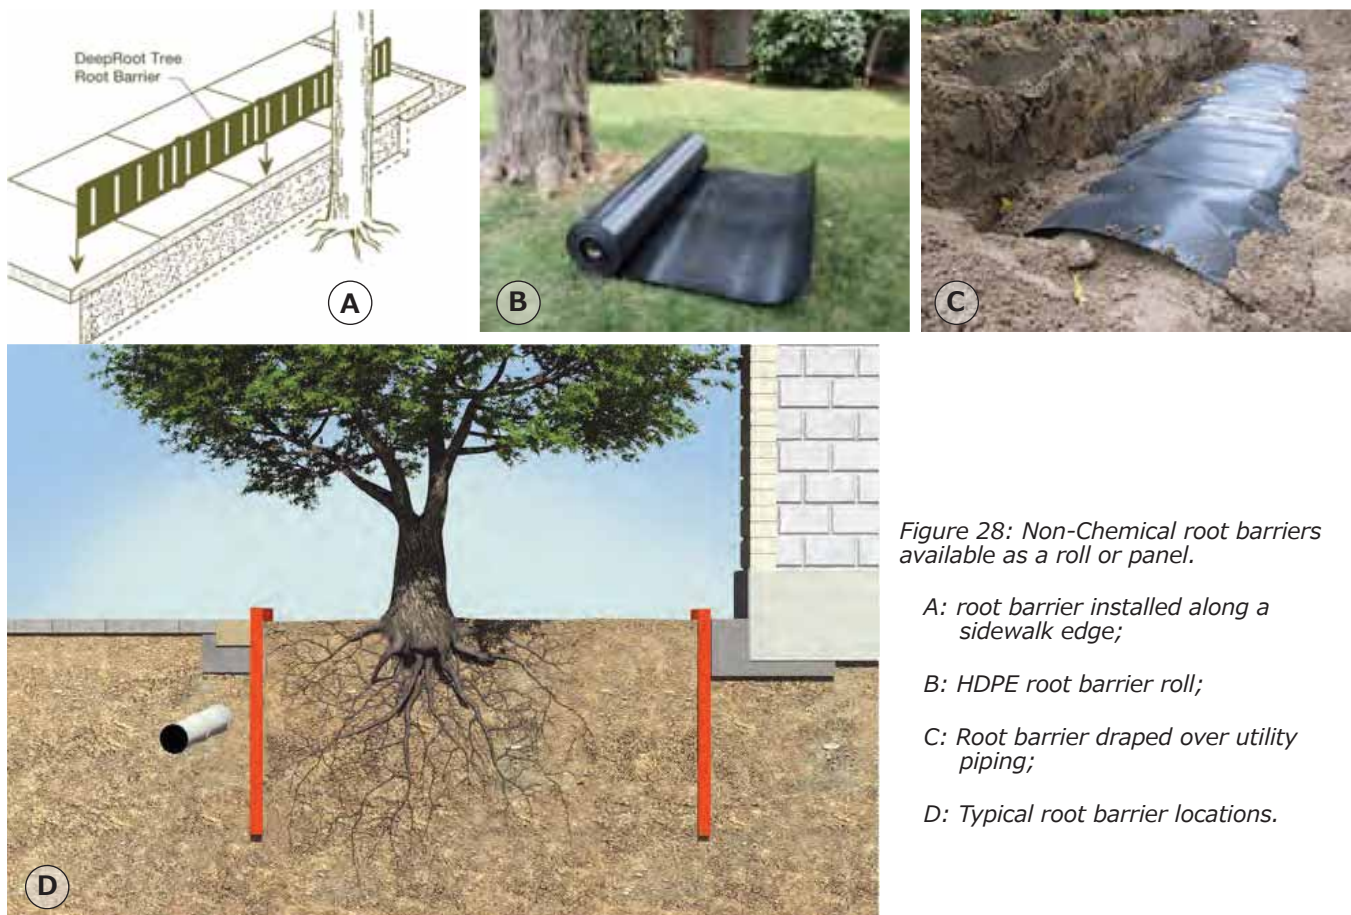 DeepRoot Tree
Root Barrier
A
B
C
D
Figure 28: Non-Chemical root barriers
available as a roll or panel.
A: root barrier installed along a
sidewalk edge;
B: HDPE root barrier roll;
C: Root barrier draped over utility
piping;
D: Typical root barrier locations.